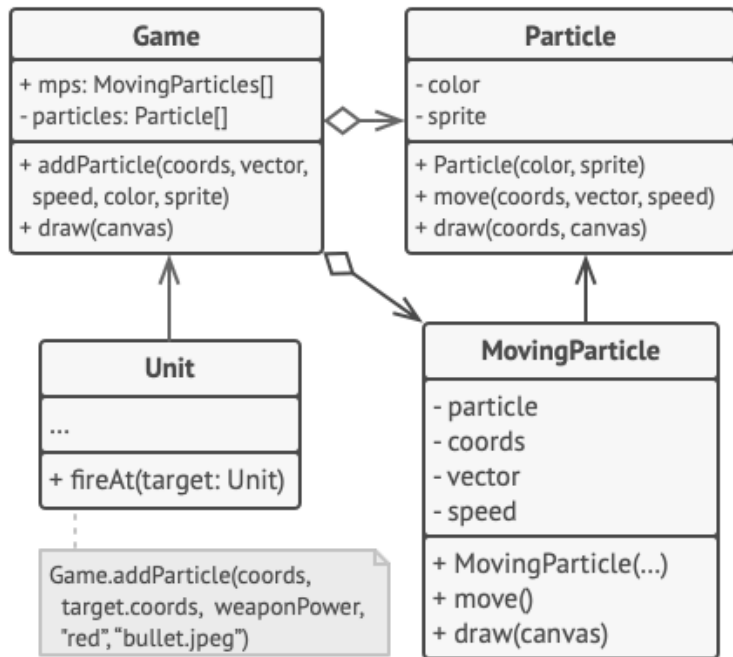 Game
+ mps: MovingParticles[]
- particles: Particle[]
+ addParticle(coords, vector,
speed, color, sprite)
+ draw(canvas)
Particle
- color
- sprite
+ Particle(color, sprite)
+ move(coords, vector, speed)
+ draw(coords, canvas)
Unit
...
+ fireAt(target: Unit)
Game.addParticle(coords,
target.coords, weaponPower,
"red",“bullet.jpeg”)
MovingParticle
- particle
- coords
- vector
- speed
+ MovingParticle(...)
+ move()
+ draw(canvas)